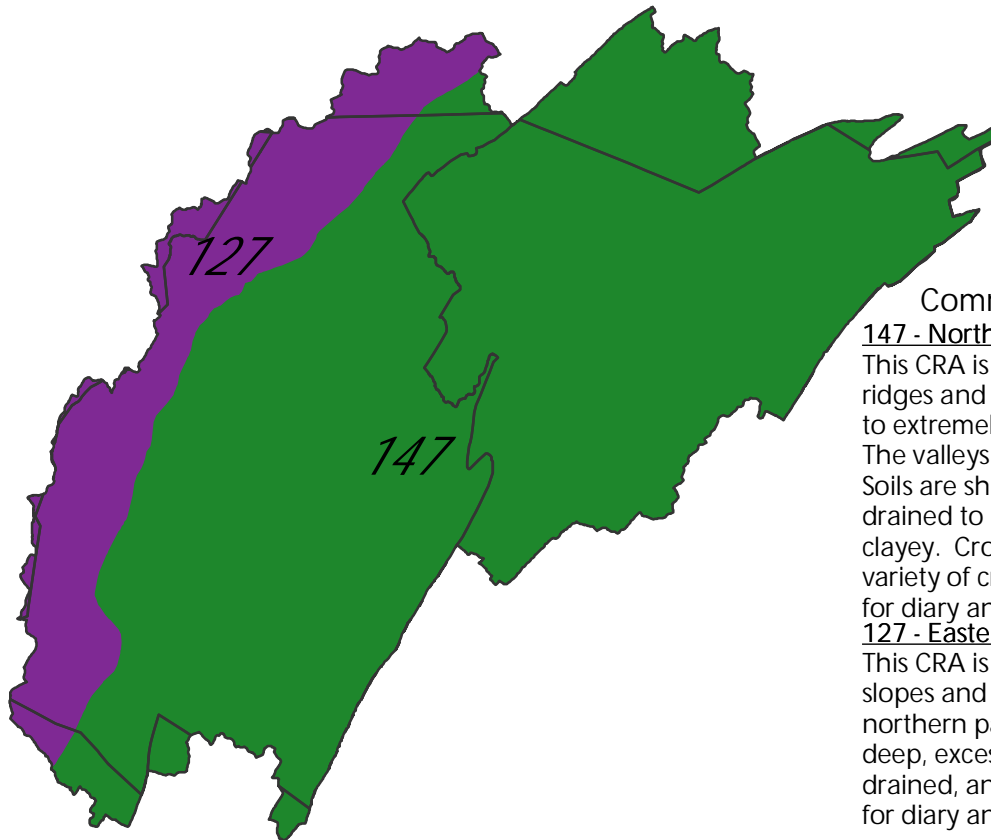 127
147
Comm
147 - North
This CRA is
ridges and
to extremel
The valleys
Soils are sh
drained to
clayey. Cro
variety of c
for diary an
127 - Easte
This CRA is
slopes and
northern pa
deep, exces
drained, an
for diary an